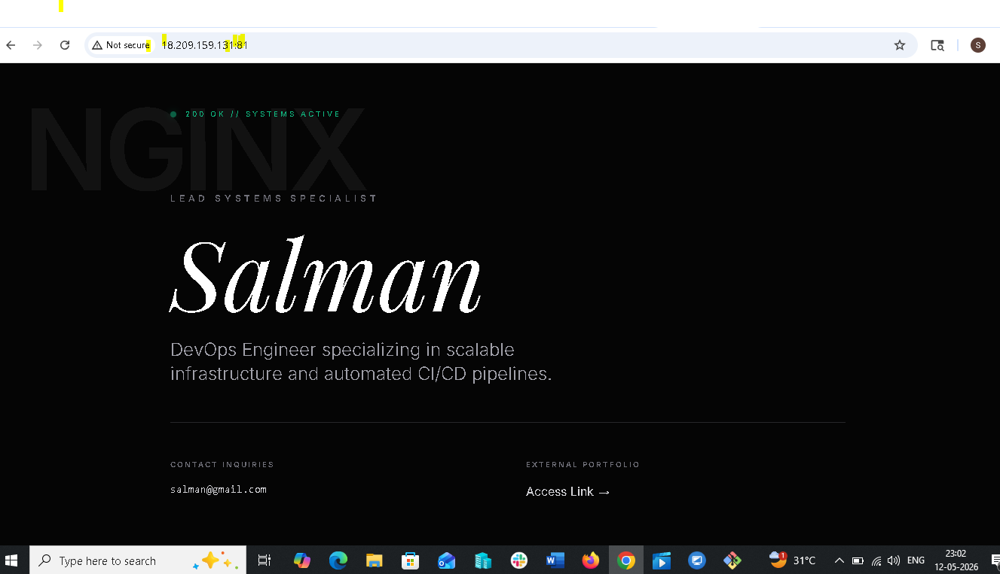 Not secure 18.209.159.131:81
S
200 OK // SYSTEMS ACTIVE
NGINX
LEAD SYSTEMS SPECIALIST
Salman
DevOps Engineer specializing in scalable
infrastructure and automated CI/CD pipelines.
CONTACT INQUIRIES
EXTERNAL PORTFOLIO
salman@gmail.com
Access Link →
Type here to search
1
31°C
ENG
23:02
12-05-2026